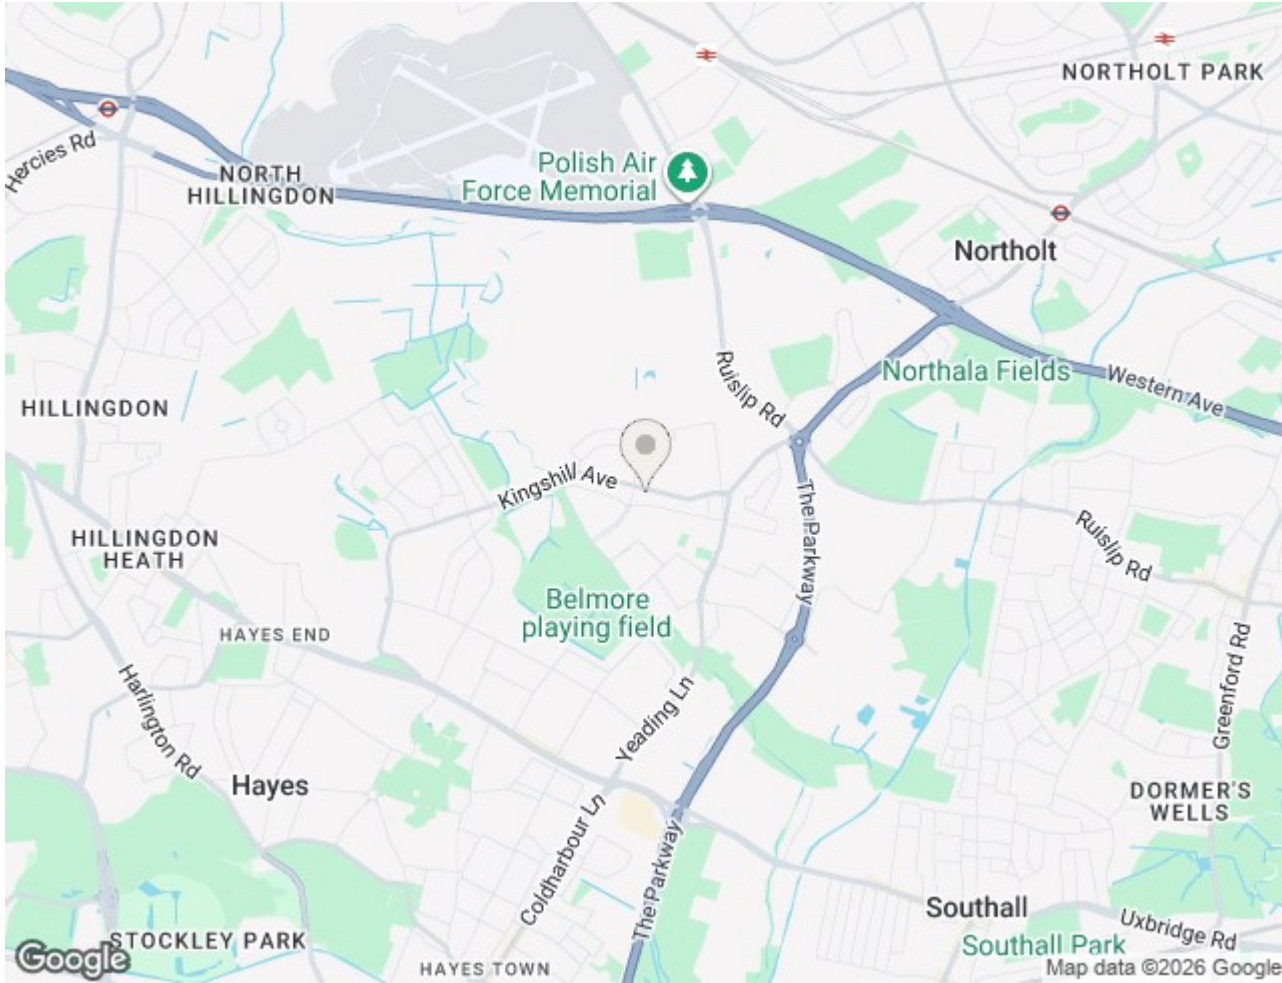 NORTHOLT PARK
Hercies Rd
Polish Air
Force Memorial
NORTH
HILLINGDON
Northolt
Ruislip Rd
Northala Fields
Western Ave
HILLINGDON
Kingshill Ave
The Parkway
HILLINGDON
HEATH
Ruislip Rd
Belmore
playing field
HAYES END
Harlington Rd
Yeading Ln
Greenford Rd
Hayes
DORMER'S
WELLS
Coldharbour Ln
The Parkway
Southall
Uxbridge Rd
STOCKLEY PARK
Southall Park
Google
HAYES TOWN
Map data ©2026 Google